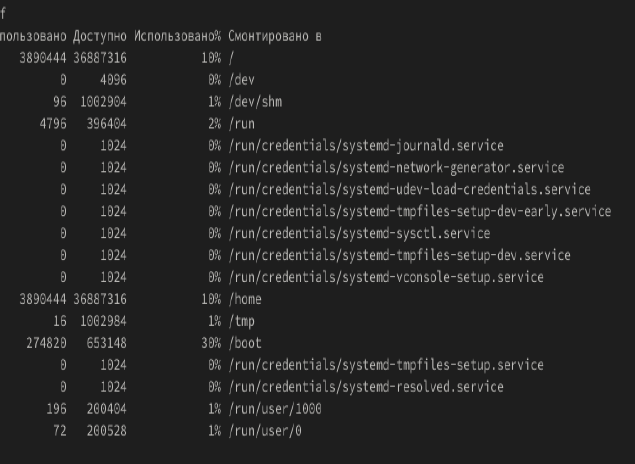 f
пользовано Доступно Использовано% Смонтировано в
3890444 36887316 10% /
0 4096 0% /dev
96 1002904 1% /dev/shm
4796 396404 2% /run
0 1024 0% /run/credentials/systemd-journald.service
0 1024 0% /run/credentials/systemd-network-generator.service
0 1024 0% /run/credentials/systemd-udev-load-credentials.service
0 1024 0% /run/credentials/systemd-tmpfiles-setup-dev-early.service
0 1024 0% /run/credentials/systemd-sysctl.service
0 1024 0% /run/credentials/systemd-tmpfiles-setup-dev.service
0 1024 0% /run/credentials/systemd-vconsole-setup.service
3890444 36887316 10% /home
16 1002984 1% /tmp
274820 653148 30% /boot
0 1024 0% /run/credentials/systemd-tmpfiles-setup.service
0 1024 0% /run/credentials/systemd-resolved.service
196 200404 1% /run/user/1000
72 200528 1% /run/user/0